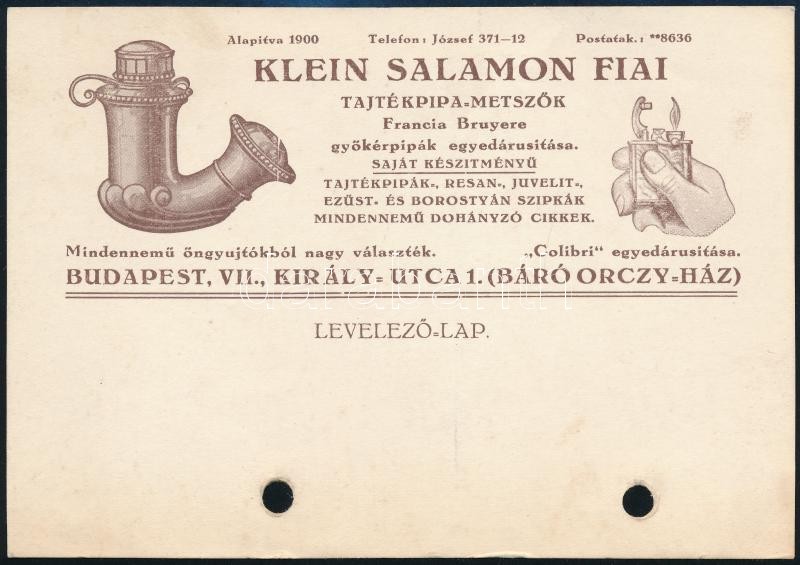 Alapitva 1900 Telefon: József 371—12 Postatak.: **8636
KLEIN SALAMON FIAI
TAJTÉKPIPA=METSZŐK
Francia Bruyere
gyökérpipák egyedárusitása.
SAJÁT KÉSZITMÉNYŰ
TAJTÉKPIPÁK-, RESAN-, JUVELIT-,
EZÜST- ÉS BOROSTYÁN SZIPKÁK
MINDENNEMŰ DOHÁNYZÓ CIKKEK.
Mindennemű öngyujtókból nagy választék. „Colibri“ egyedárusitása.
BUDAPEST, VII., KIRÁLY=UTCA 1. (BÁRÓ ORCZY=HÁZ)
LEVELEZŐ=LAP.